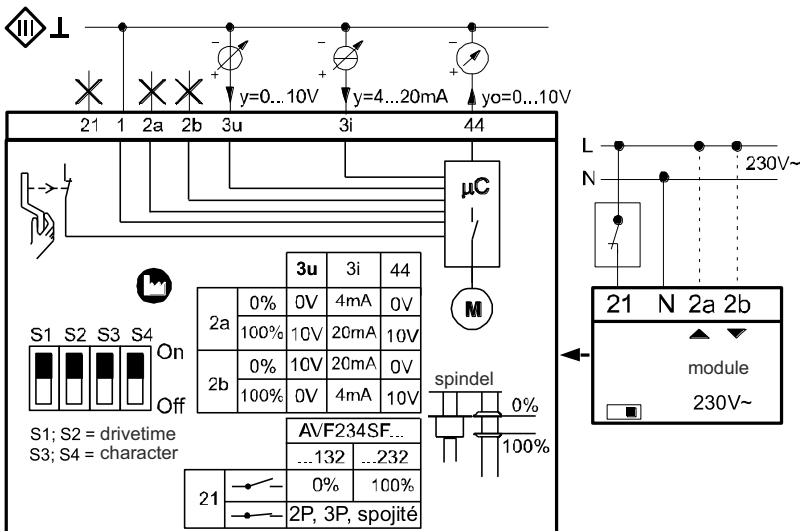 III ⊥
− − −
+ + +
y=0...10V y=4...20mA yo=0...10V
21 1 2a 2b 3u 3i 44
L
230V~
N
µC
3u 3i 44
M
2a 0% 0V 4mA 0V
100% 10V 20mA 10V
2b 0% 10V 20mA 0V
100% 0V 4mA 10V
21 N 2a 2b
module
230V~
S1 S2 S3 S4
On
Off
S1; S2 = drivetime
S3; S4 = character
spindel
0%
100%
AVF234SF...
...132 ...232
21 0% 100%
2P, 3P, spojité